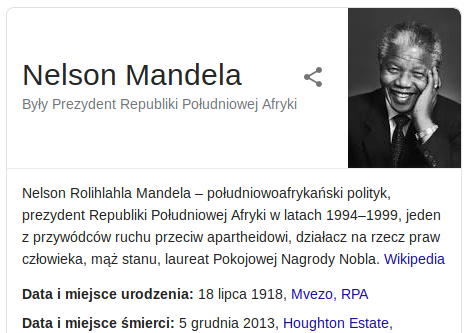 Nelson Mandela
Były Prezydent Republiki Południowej Afryki
Nelson Rolihlahla Mandela – południowoafrykański polityk,
prezydent Republiki Południowej Afryki w latach 1994–1999, jeden
z przywódców ruchu przeciw apartheidowi, działacz na rzecz praw
człowieka, mąż stanu, laureat Pokojowej Nagrody Nobla. Wikipedia
Data i miejsce urodzenia: 18 lipca 1918, Mvezo, RPA
Data i miejsce śmierci: 5 grudnia 2013, Houghton Estate,